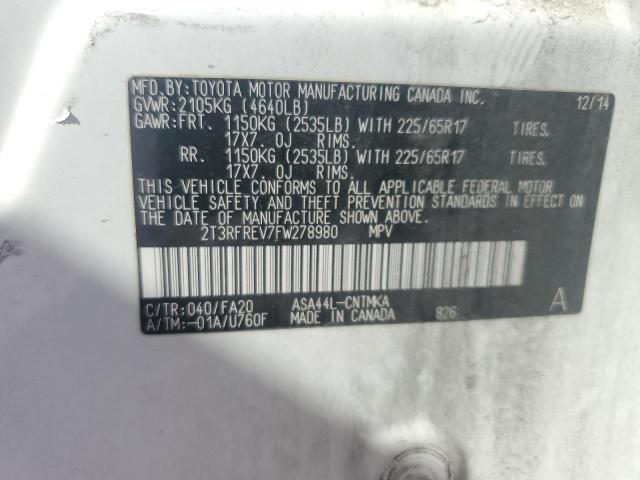 MFD. BY: TOYOTA MOTOR MANUFACTURING CANADA INC. 12/14
GVWR: 2105KG (4640LB)
GAWR: FRT. 1150KG (2535LB) WITH 225/65R17 TIRES,
17X7.0J RIMS.
RR. 1150KG (2535LB) WITH 225/65R17 TIRES,
17X7.0J RIMS.
THIS VEHICLE CONFORMS TO ALL APPLICABLE FEDERAL MOTOR
VEHICLE SAFETY AND THEFT PREVENTION STANDARDS IN EFFECT ON
THE DATE OF MANUFACTURE SHOWN ABOVE.
2T3RFREV7FW278980 MPV
C/TR: 040/FA20 ASA44L-CNTMKA A
A/TM:-01A/U760F MADE IN CANADA 826